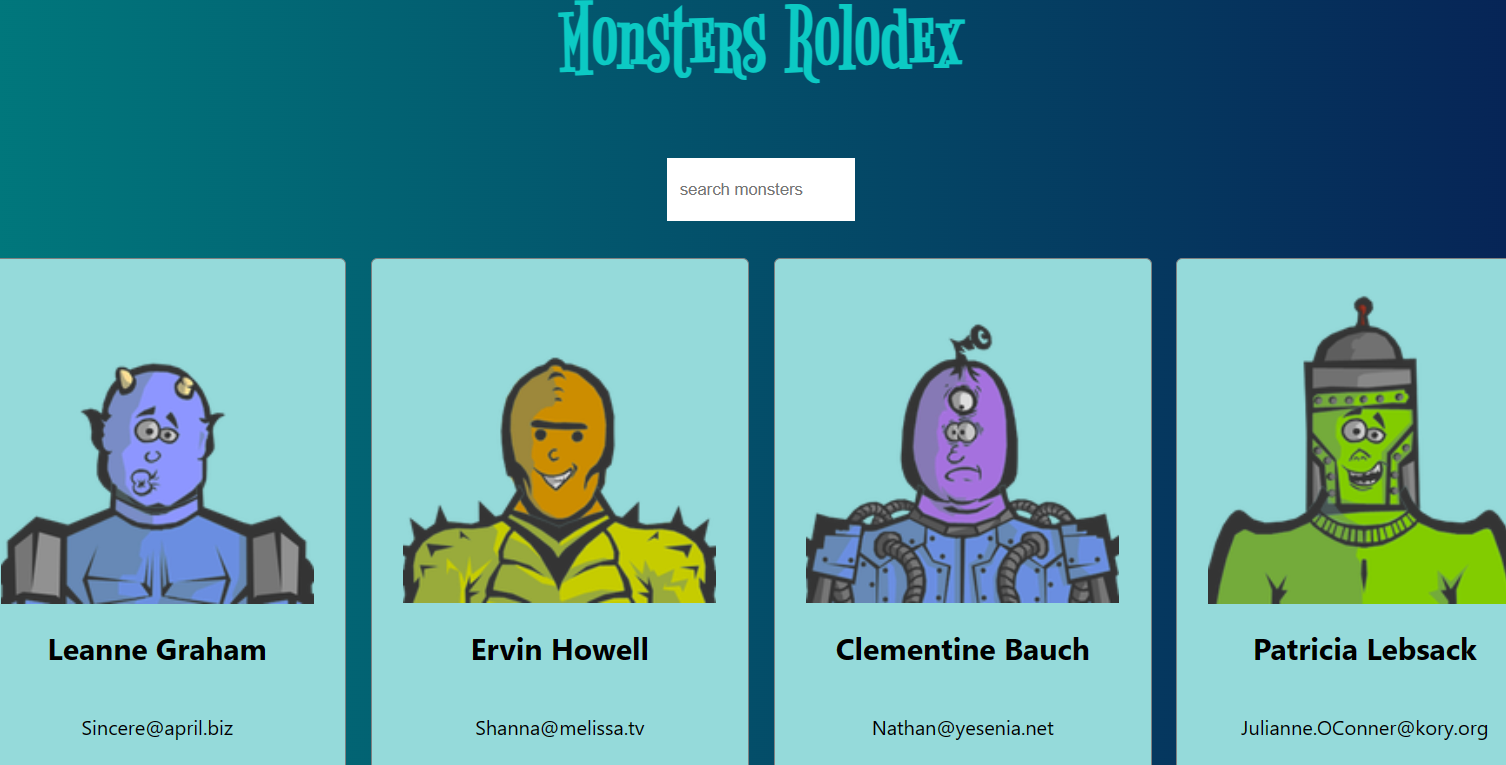 Monsters Rolodex
search monsters
Leanne Graham
Sincere@april.biz
Ervin Howell
Shanna@melissa.tv
Clementine Bauch
Nathan@yesenia.net
Patricia Lebsack
Julianne.OConner@kory.org